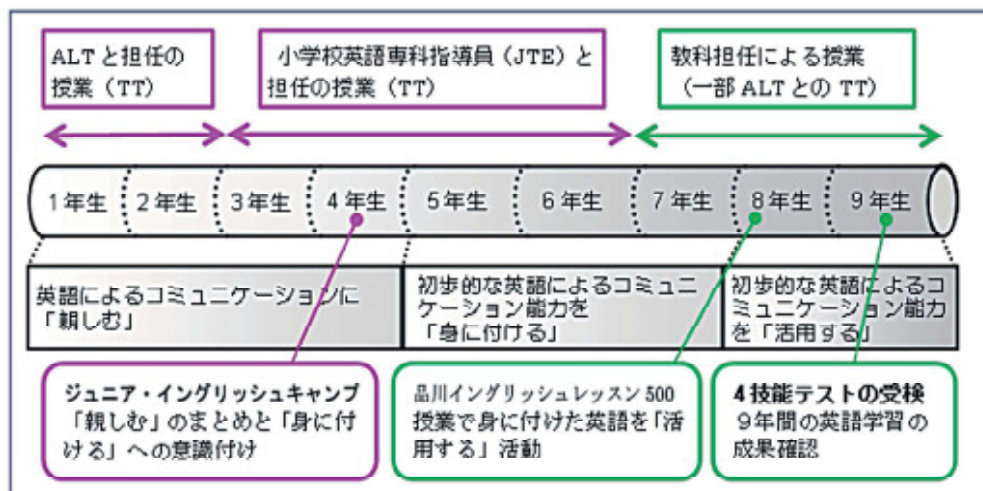 ALTと担任の
授業（TT）
小学校英語専科指導員（JTE）と
担任の授業（TT）
教科担任による授業
（一部ALTとのTT）
1年生
2年生
3年生
4年生
5年生
6年生
7年生
8年生
9年生
英語によるコミュニケーションに
「親しむ」
初歩的な英語によるコミュニ
ケーション能力を
「身に付ける」
初歩的な英語によるコ
ミュニケーション能力
を「活用する」
ジュニア・イングリッシュキャンプ
「親しむ」のまとめと「身に付
ける」への意識付け
品川イングリッシュレッスン500
授業で身に付けた英語を「活
用する」活動
4技能テストの受検
9年間の英語学習の
成果確認